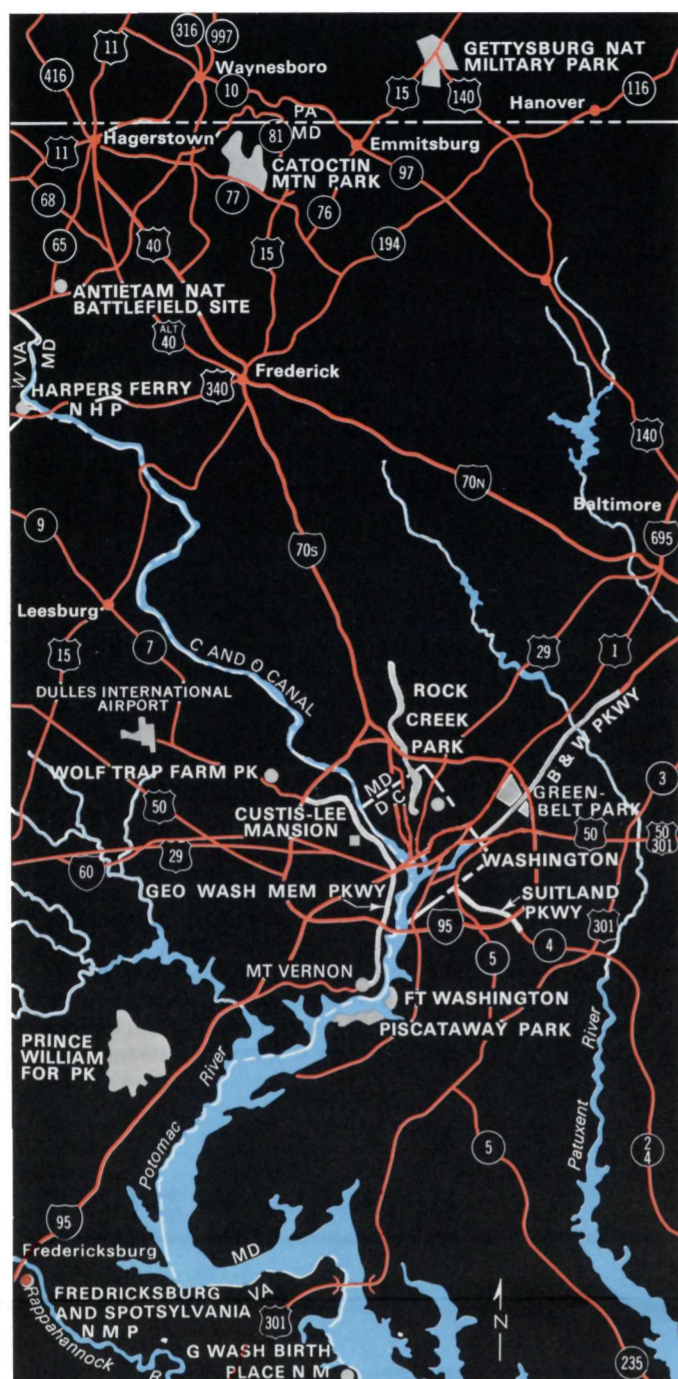 316
997
11
416
Waynesboro
GETTYSBURG NAT
MILITARY PARK
10
15
140
Hanover
116
PA
MD
Hagerstown
81
Emmitsburg
11
CATOCTIN
MTN PARK
97
77
76
68
65
40
15
194
ANTIETAM NAT
BATTLEFIELD SITE
ALT
40
W VA
MD
Frederick
HARPERS FERRY
N H P
340
140
70N
Baltimore
9
70S
695
Leesburg
15
7
C AND O CANAL
29
1
DULLES INTERNATIONAL
AIRPORT
ROCK
CREEK
PARK
B & W PKWY
WOLF TRAP FARM PK
MD
D C
3
GREEN-
BELT PARK
50
CUSTIS-LEE
MANSION
50
50
301
29
60
WASHINGTON
GEO WASH MEM PKWY
SUITLAND
PKWY
95
301
4
5
MT VERNON
FT WASHINGTON
PISCATAWAY PARK
PRINCE
WILLIAM
FOR PK
Potomac River
Patuxent River
5
2
4
95
Fredericksburg
MD
VA
FREDRICKSBURG
AND SPOTSYLVANIA
N M P
301
N
Rappahannock R
G WASH BIRTH
PLACE N M
235